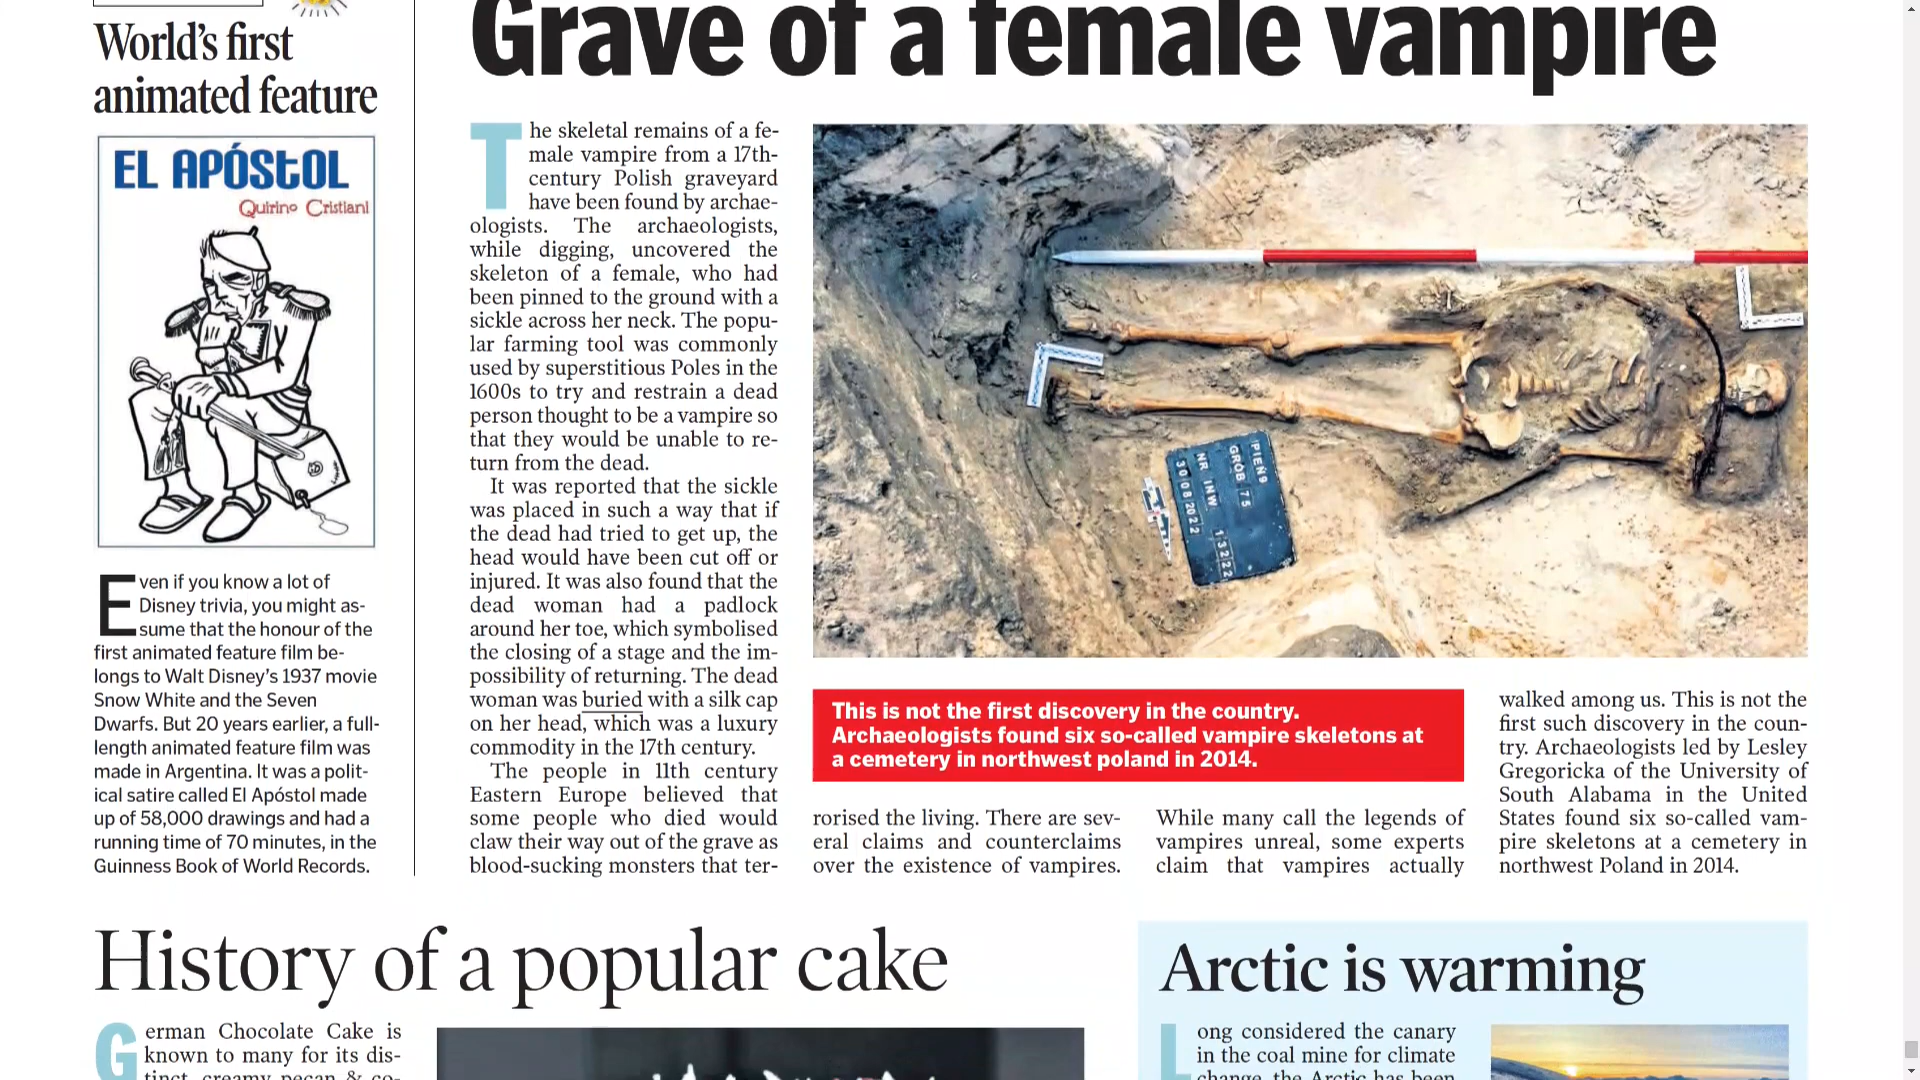 World's first
animated feature
EL APÓStOL
Quirino Cristiani
Even if you know a lot of
Disney trivia, you might as-
sume that the honour of the
first animated feature film be-
longs to Walt Disney's 1937 movie
Snow White and the Seven
Dwarfs. But 20 years earlier, a full-
length animated feature film was
made in Argentina. It was a polit-
ical satire called El Apóstol made
up of 58,000 drawings and had a
running time of 70 minutes, in the
Guinness Book of World Records.
Grave of a female vampire
The skeletal remains of a fe-
male vampire from a 17th-
century Polish graveyard
have been found by archae-
ologists. The archaeologists,
while digging, uncovered the
skeleton of a female, who had
been pinned to the ground with a
sickle across her neck. The popu-
lar farming tool was commonly
used by superstitious Poles in the
1600s to try and restrain a dead
person thought to be a vampire so
that they would be unable to re-
turn from the dead.
It was reported that the sickle
was placed in such a way that if
the dead had tried to get up, the
head would have been cut off or
injured. It was also found that the
dead woman had a padlock
around her toe, which symbolised
the closing of a stage and the im-
possibility of returning. The dead
woman was buried with a silk cap
on her head, which was a luxury
commodity in the 17th century.
The people in 11th century
Eastern Europe believed that
some people who died would
claw their way out of the grave as
blood-sucking monsters that ter-
PIEŃ9
GRÓB 75
NR INW 13222
30082022
This is not the first discovery in the country.
Archaeologists found six so-called vampire skeletons at
a cemetery in northwest poland in 2014.
rorised the living. There are sev-
eral claims and counterclaims
over the existence of vampires.
While many call the legends of
vampires unreal, some experts
claim that vampires actually
walked among us. This is not the
first such discovery in the coun-
try. Archaeologists led by Lesley
Gregoricka of the University of
South Alabama in the United
States found six so-called vam-
pire skeletons at a cemetery in
northwest Poland in 2014.
History of a popular cake
German Chocolate Cake is
known to many for its dis-
tinct, creamy pecan & co-
Arctic is warming
Long considered the canary
in the coal mine for climate
change, the Arctic has been